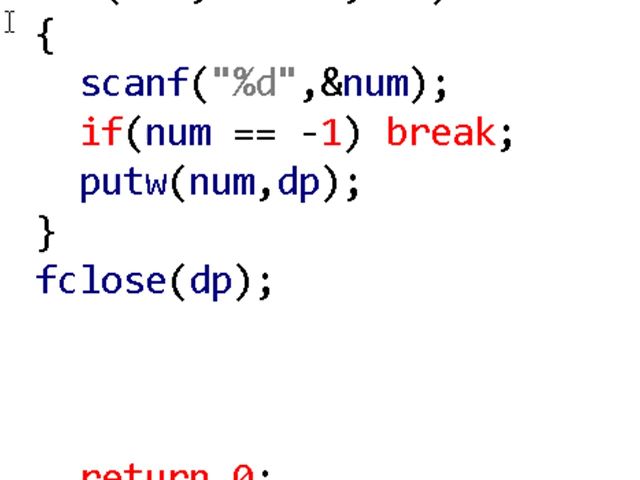 {
scanf("%d",&num);
if(num == -1) break;
putw(num,dp);
}
fclose(dp);
return 0;